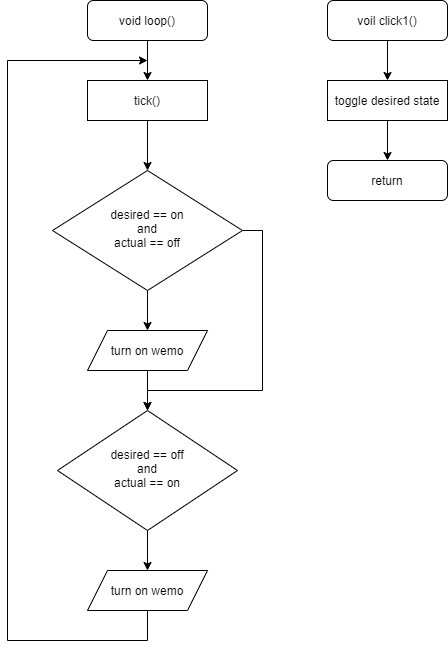 void loop()
tick()
desired == on
and
actual == off
turn on wemo
desired == off
and
actual == on
turn on wemo
voil click1()
toggle desired state
return